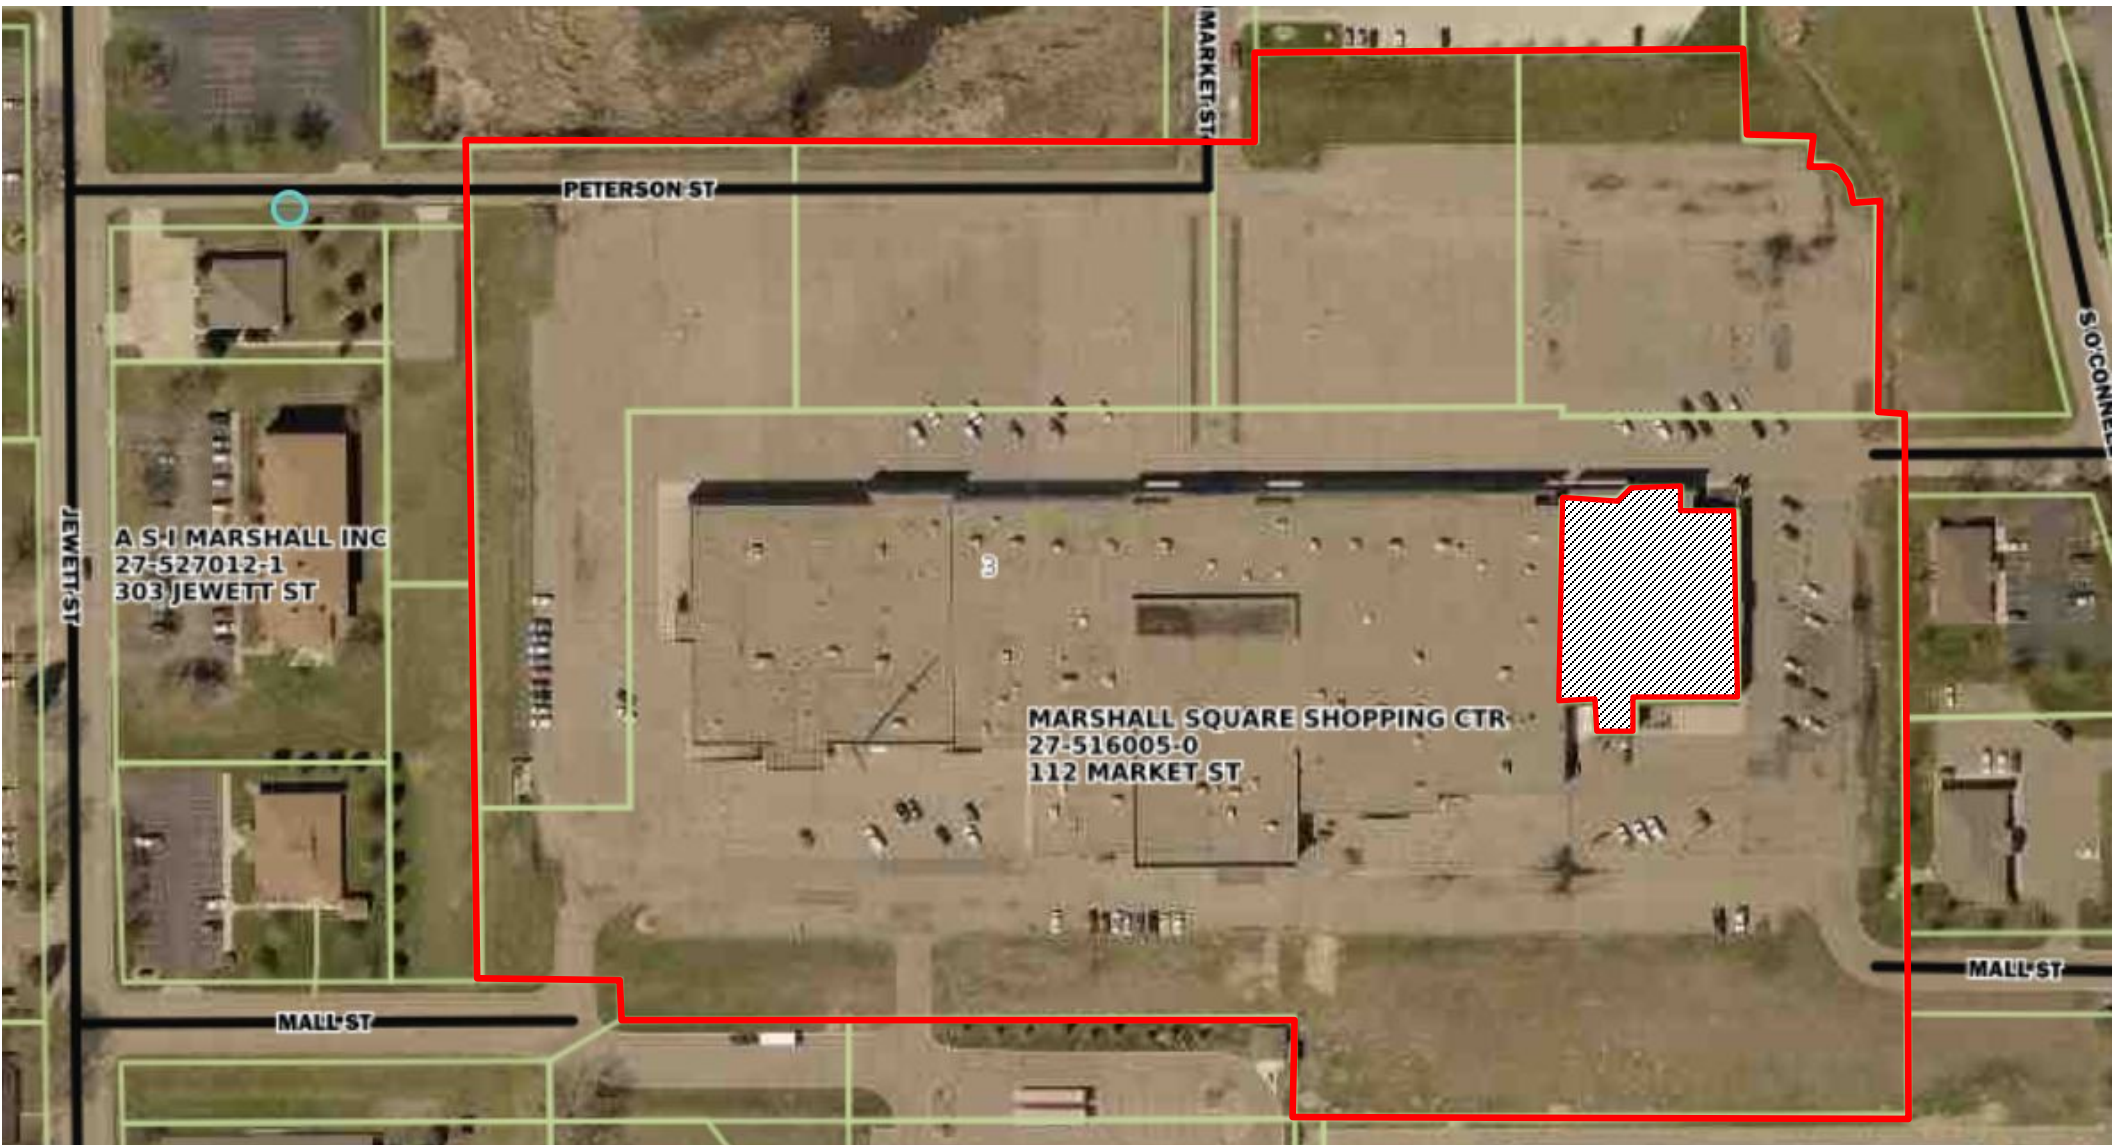 MARKET ST
PETERSON ST
S O'CONNELL
JEWETT ST
A S I MARSHALL INC
27-527012-1
303 JEWETT ST
3
MARSHALL SQUARE SHOPPING CTR
27-516005-0
112 MARKET ST
MALL ST
MALL ST